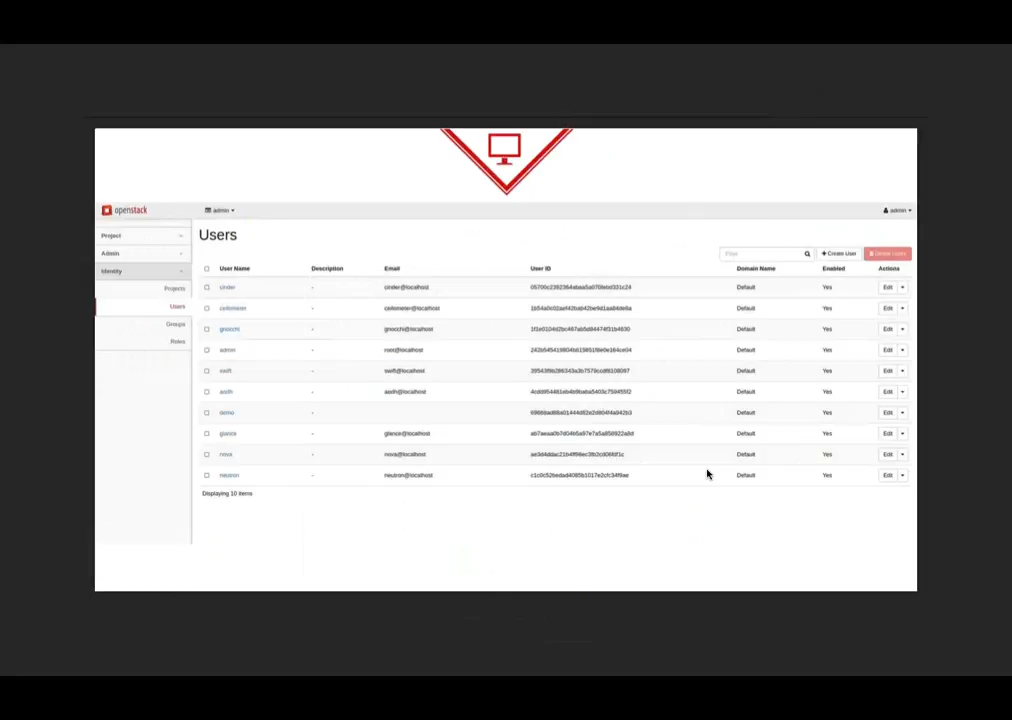 openstack
admin
admin
Project
Admin
Identity
Projects
Users
Groups
Roles
Users
Filter
Create User
Delete Users
User Name Description Email User ID Domain Name Enabled Actions
cinder - cinder@localhost Default Yes Edit
ceilometer - ceilometer@localhost Default Yes Edit
gnocchi - gnocchi@localhost Default Yes Edit
admin - root@localhost Default Yes Edit
swift - swift@localhost Default Yes Edit
aodh - aodh@localhost Default Yes Edit
demo - Default Yes Edit
glance - glance@localhost Default Yes Edit
nova - nova@localhost Default Yes Edit
neutron - neutron@localhost Default Yes Edit
Displaying 10 items